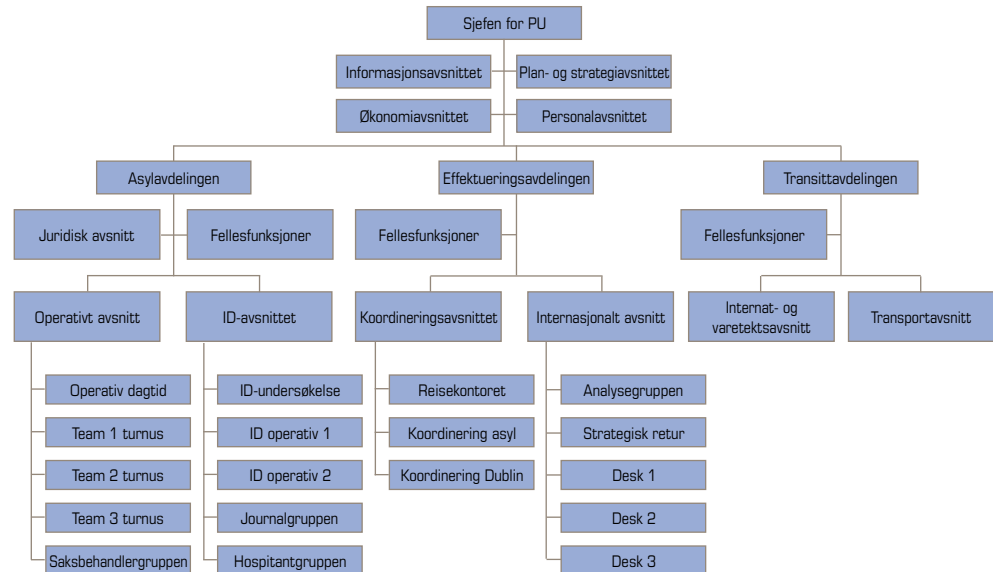 Sjefen for PU
Informasjonsavsnittet
Plan- og strategiavsnittet
Økonomiavsnittet
Personalavsnittet
Asylavdelingen
Effektueringsavdelingen
Transittavdelingen
Juridisk avsnitt
Fellesfunksjoner
Fellesfunksjoner
Fellesfunksjoner
Operativt avsnitt
ID-avsnittet
Koordineringsavsnittet
Internasjonalt avsnitt
Internat- og
varetektsavsnitt
Transportavsnitt
Operativ dagtid
Team 1 turnus
Team 2 turnus
Team 3 turnus
Saksbehandlergruppen
ID-undersøkelse
ID operativ 1
ID operativ 2
Journalgruppen
Hospitantgruppen
Reisekontoret
Koordinering asyl
Koordinering Dublin
Analysegruppen
Strategisk retur
Desk 1
Desk 2
Desk 3